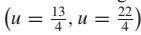 (u = 13/4, u = 22/4)